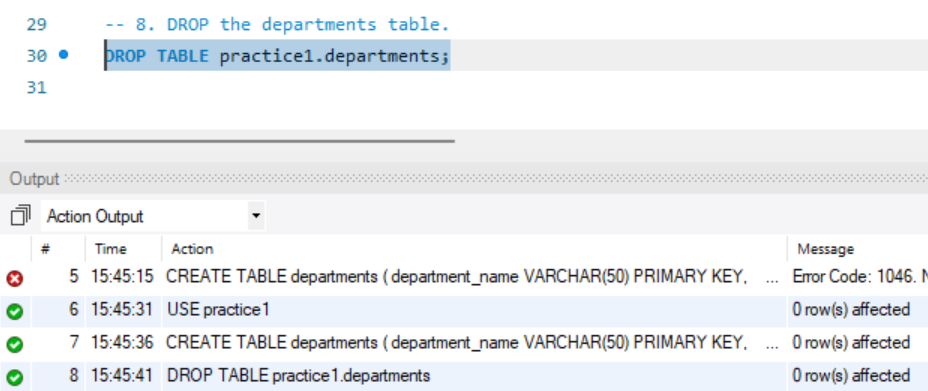 29 -- 8. DROP the departments table.
30 DROP TABLE practice1.departments;
31
Output
Action Output
# Time Action Message
5 15:45:15 CREATE TABLE departments ( department_name VARCHAR(50) PRIMARY KEY, ... Error Code: 1046.
6 15:45:31 USE practice1 0 row(s) affected
7 15:45:36 CREATE TABLE departments ( department_name VARCHAR(50) PRIMARY KEY, ... 0 row(s) affected
8 15:45:41 DROP TABLE practice1.departments 0 row(s) affected